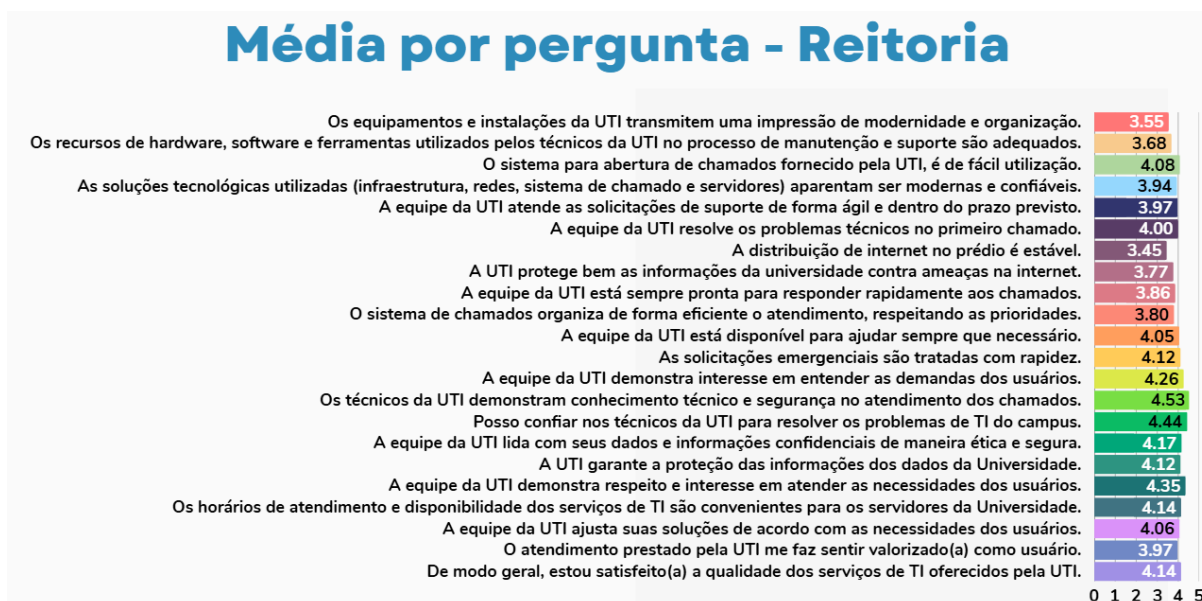 Média por pergunta - Reitoria
Os equipamentos e instalações da UTI transmitem uma impressão de modernidade e organização. 3.55
Os recursos de hardware, software e ferramentas utilizados pelos técnicos da UTI no processo de manutenção e suporte são adequados. 3.68
O sistema para abertura de chamados fornecido pela UTI, é de fácil utilização. 4.08
As soluções tecnológicas utilizadas (infraestrutura, redes, sistema de chamado e servidores) aparentam ser modernas e confiáveis. 3.94
A equipe da UTI atende as solicitações de suporte de forma ágil e dentro do prazo previsto. 3.97
A equipe da UTI resolve os problemas técnicos no primeiro chamado. 4.00
A distribuição de internet no prédio é estável. 3.45
A UTI protege bem as informações da universidade contra ameaças na internet. 3.77
A equipe da UTI está sempre pronta para responder rapidamente aos chamados. 3.86
O sistema de chamados organiza de forma eficiente o atendimento, respeitando as prioridades. 3.80
A equipe da UTI está disponível para ajudar sempre que necessário. 4.05
As solicitações emergenciais são tratadas com rapidez. 4.12
A equipe da UTI demonstra interesse em entender as demandas dos usuários. 4.26
Os técnicos da UTI demonstram conhecimento técnico e segurança no atendimento dos chamados. 4.53
Posso confiar nos técnicos da UTI para resolver os problemas de TI do campus. 4.44
A equipe da UTI lida com seus dados e informações confidenciais de maneira ética e segura. 4.17
A UTI garante a proteção das informações dos dados da Universidade. 4.12
A equipe da UTI demonstra respeito e interesse em atender as necessidades dos usuários. 4.35
Os horários de atendimento e disponibilidade dos serviços de TI são convenientes para os servidores da Universidade. 4.14
A equipe da UTI ajusta suas soluções de acordo com as necessidades dos usuários. 4.06
O atendimento prestado pela UTI me faz sentir valorizado(a) como usuário. 3.97
De modo geral, estou satisfeito(a) a qualidade dos serviços de TI oferecidos pela UTI. 4.14
0 1 2 3 4 5